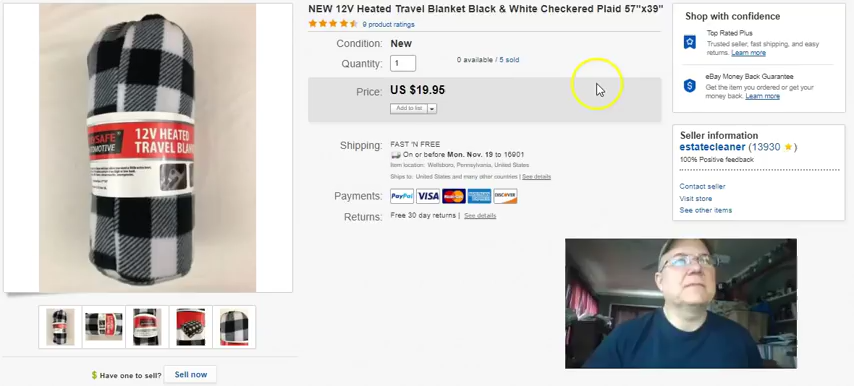 NEW 12V Heated Travel Blanket Black & White Checkered Plaid 57"x39"
9 product ratings
Condition: New
Quantity: 1 0 available / 5 sold
Price: US $19.95
Add to list
Shipping: FAST 'N FREE
On or before Mon. Nov. 19 to 16901
Item location: Wellsboro, Pennsylvania, United States
Ships to: United States and many other countries | See details
Payments: PayPal VISA MasterCard DISCOVER
Returns: Free 30 day returns | See details
Shop with confidence
Top Rated Plus
Trusted seller, fast shipping, and easy
returns. Learn more
eBay Money Back Guarantee
Get the item you ordered or get your
money back. Learn more
Seller information
estatecleaner (13930 )
100% Positive feedback
Contact seller
Visit store
See other items
12V HEATED
TRAVEL BLAN
$ Have one to sell? Sell now